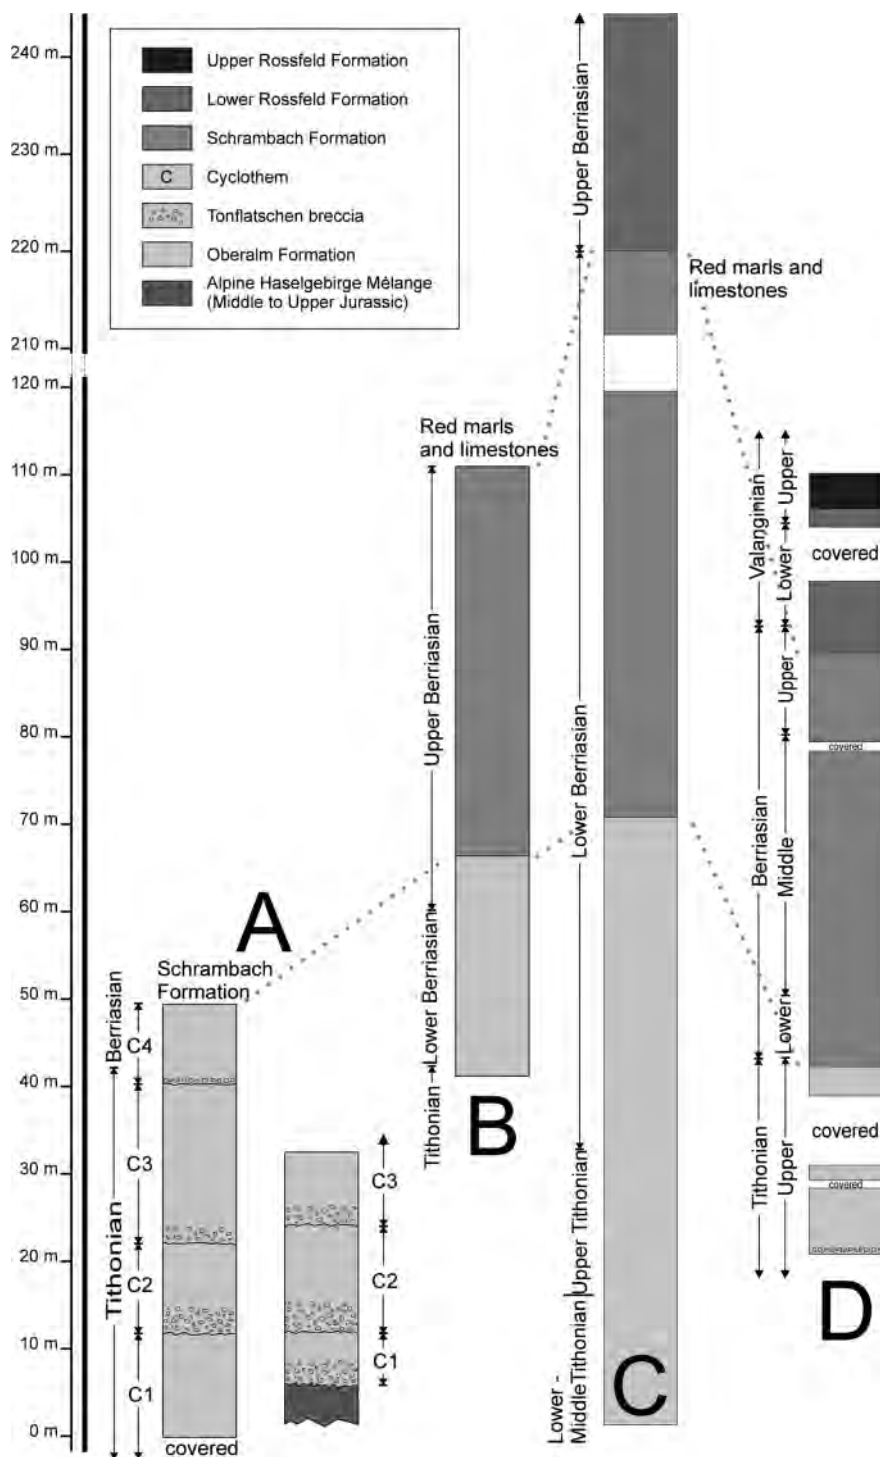 240 m
230 m
220 m
210 m
120 m
110 m
100 m
90 m
80 m
70 m
60 m
50 m
40 m
30 m
20 m
10 m
0 m
Upper Rossfeld Formation
Lower Rossfeld Formation
Schrambach Formation
C Cyclothem
Tonflatschen breccia
Oberalm Formation
Alpine Haselgebirge Mélange
(Middle to Upper Jurassic)
A
Schrambach
Formation
Berriasian
Tithonian
C4
C3
C2
C1
covered
C3
C2
C1
Red marls
and limestones
Upper Berriasian
Lower Berriasian
Tithonian
B
Upper Berriasian
Lower Berriasian
Upper Tithonian
Lower -
Middle Tithonian
C
Red marls and
limestones
Valanginian
Berriasian
Tithonian
Upper
Lower
Upper
Middle
Lower
Upper
covered
covered
covered
covered
D